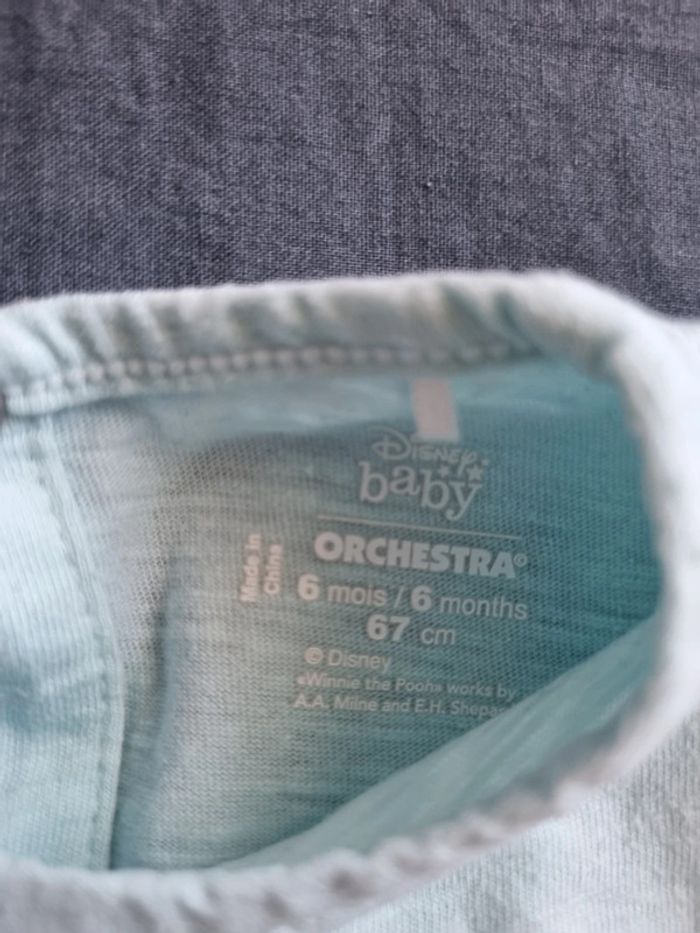 Disney
baby
ORCHESTRA©
Made in
China
6 mois / 6 months
67 cm
© Disney
«Winnie the Pooh» works by
A.A. Milne and E.H.